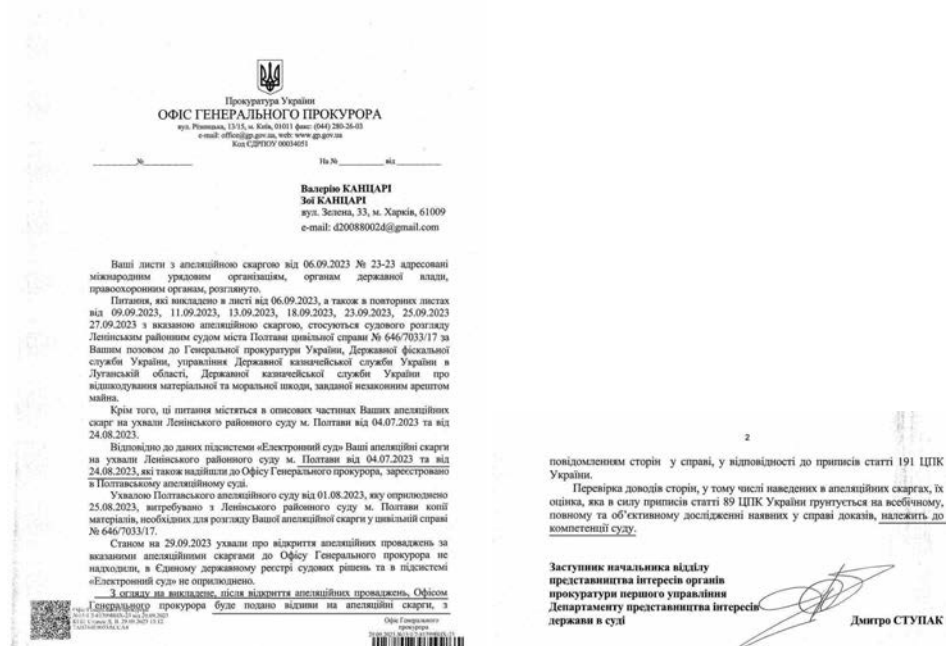 Прокуратура України
ОФІС ГЕНЕРАЛЬНОГО ПРОКУРОРА
вул. Різницька, 13/15, м. Київ, 01011 факс: (044) 280-26-03
e-mail: office@gp.gov.ua, web: www.gp.gov.ua
Код ЄДРПОУ 00034051
№ На № від
Валерію КАНЦАРІ
Зої КАНЦАРІ
вул. Зелена, 33, м. Харків, 61009
e-mail: d20088002d@gmail.com
Ваші листи з апеляційною скаргою від 06.09.2023 № 23-23 адресовані
міжнародним урядовим організаціям, органам державної влади,
правоохоронним органам, розглянуто.
Питання, які викладено в листі від 06.09.2023, а також в повторних листах
від 09.09.2023, 11.09.2023, 13.09.2023, 18.09.2023, 23.09.2023, 25.09.2023
27.09.2023 з вказаною апеляційною скаргою, стосуються судового розгляду
Ленінським районним судом міста Полтави цивільної справи № 646/7033/17 за
Вашим позовом до Генеральної прокуратури України, Державної фіскальної
служби України, управління Державної казначейської служби України в
Луганській області, Державної казначейської служби України про
відшкодування матеріальної та моральної шкоди, завданої незаконним арештом
майна.
Крім того, ці питання містяться в описових частинах Ваших апеляційних
скарг на ухвали Ленінського районного суду м. Полтави від 04.07.2023 та від
24.08.2023.
Відповідно до даних підсистеми «Електронний суд» Ваші апеляційні скарги
на ухвали Ленінського районного суду м. Полтави від 04.07.2023 та від
24.08.2023, які також надійшли до Офісу Генерального прокурора, зареєстровано
в Полтавському апеляційному суді.
Ухвалою Полтавського апеляційного суду від 01.08.2023, яку оприлюднено
25.08.2023, витребувано з Ленінського районного суду м. Полтави копії
матеріалів, необхідних для розгляду Вашої апеляційної скарги у цивільній справі
№ 646/7033/17.
Станом на 29.09.2023 ухвали про відкриття апеляційних проваджень за
вказаними апеляційними скаргами до Офісу Генерального прокурора не
надходили, в Єдиному державному реєстрі судових рішень та в підсистемі
«Електронний суд» не оприлюднено.
З огляду на викладене, після відкриття апеляційних проваджень, Офісом
Генерального прокурора буде подано відзиви на апеляційні скарги, з
Офіс Генерального
прокурора
2
повідомленням сторін у справі, у відповідності до приписів статті 191 ЦПК
України.
Перевірка доводів сторін, у тому числі наведених в апеляційних скаргах, їх
оцінка, яка в силу приписів статті 89 ЦПК України ґрунтується на всебічному,
повному та об’єктивному дослідженні наявних у справі доказів, належить до
компетенції суду.
Заступник начальника відділу
представництва інтересів органів
прокуратури першого управління
Департаменту представництва інтересів
держави в суді Дмитро СТУПАК